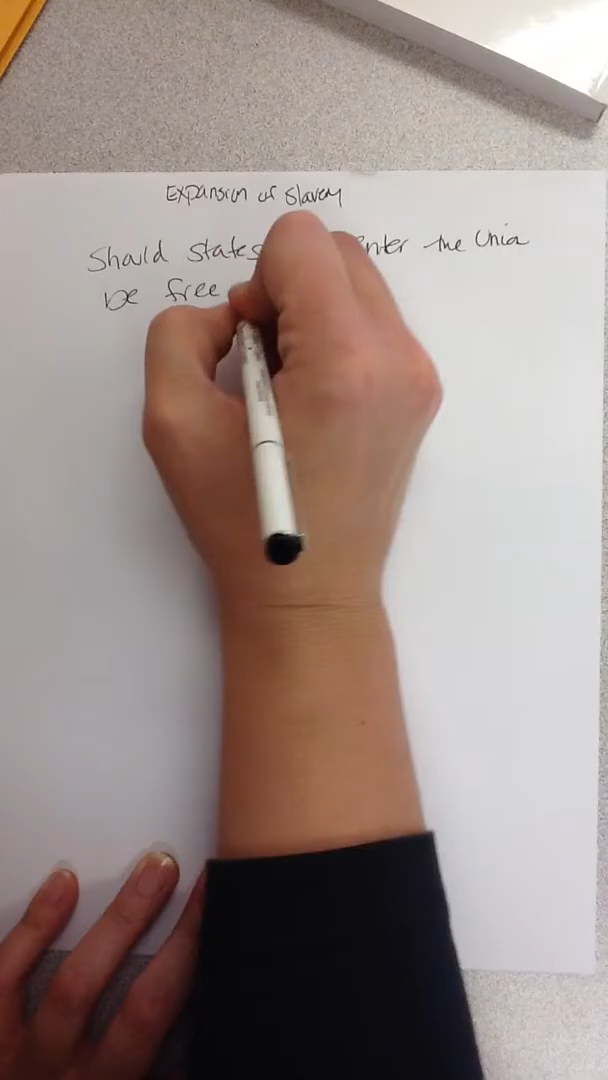 Expansion of Slavery
Should states enter the Union
be free